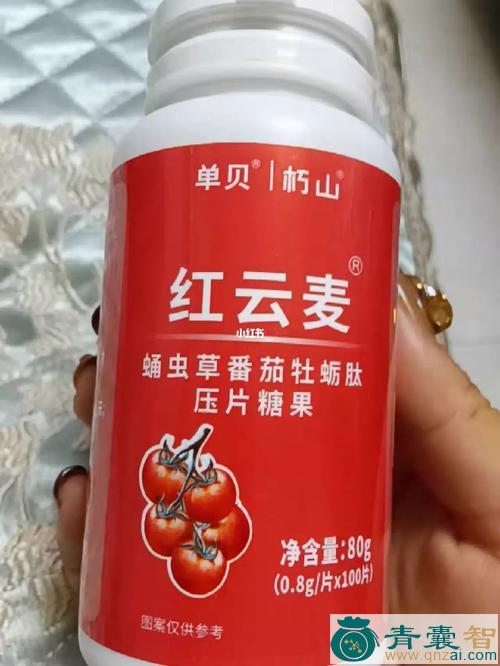 单贝® | 朽山®
红云麦®
小红书
蛹虫草番茄牡蛎肽
压片糖果
净含量:80g
(0.8g/片x100片)
图案仅供参考
青囊智
www.qnzai.com